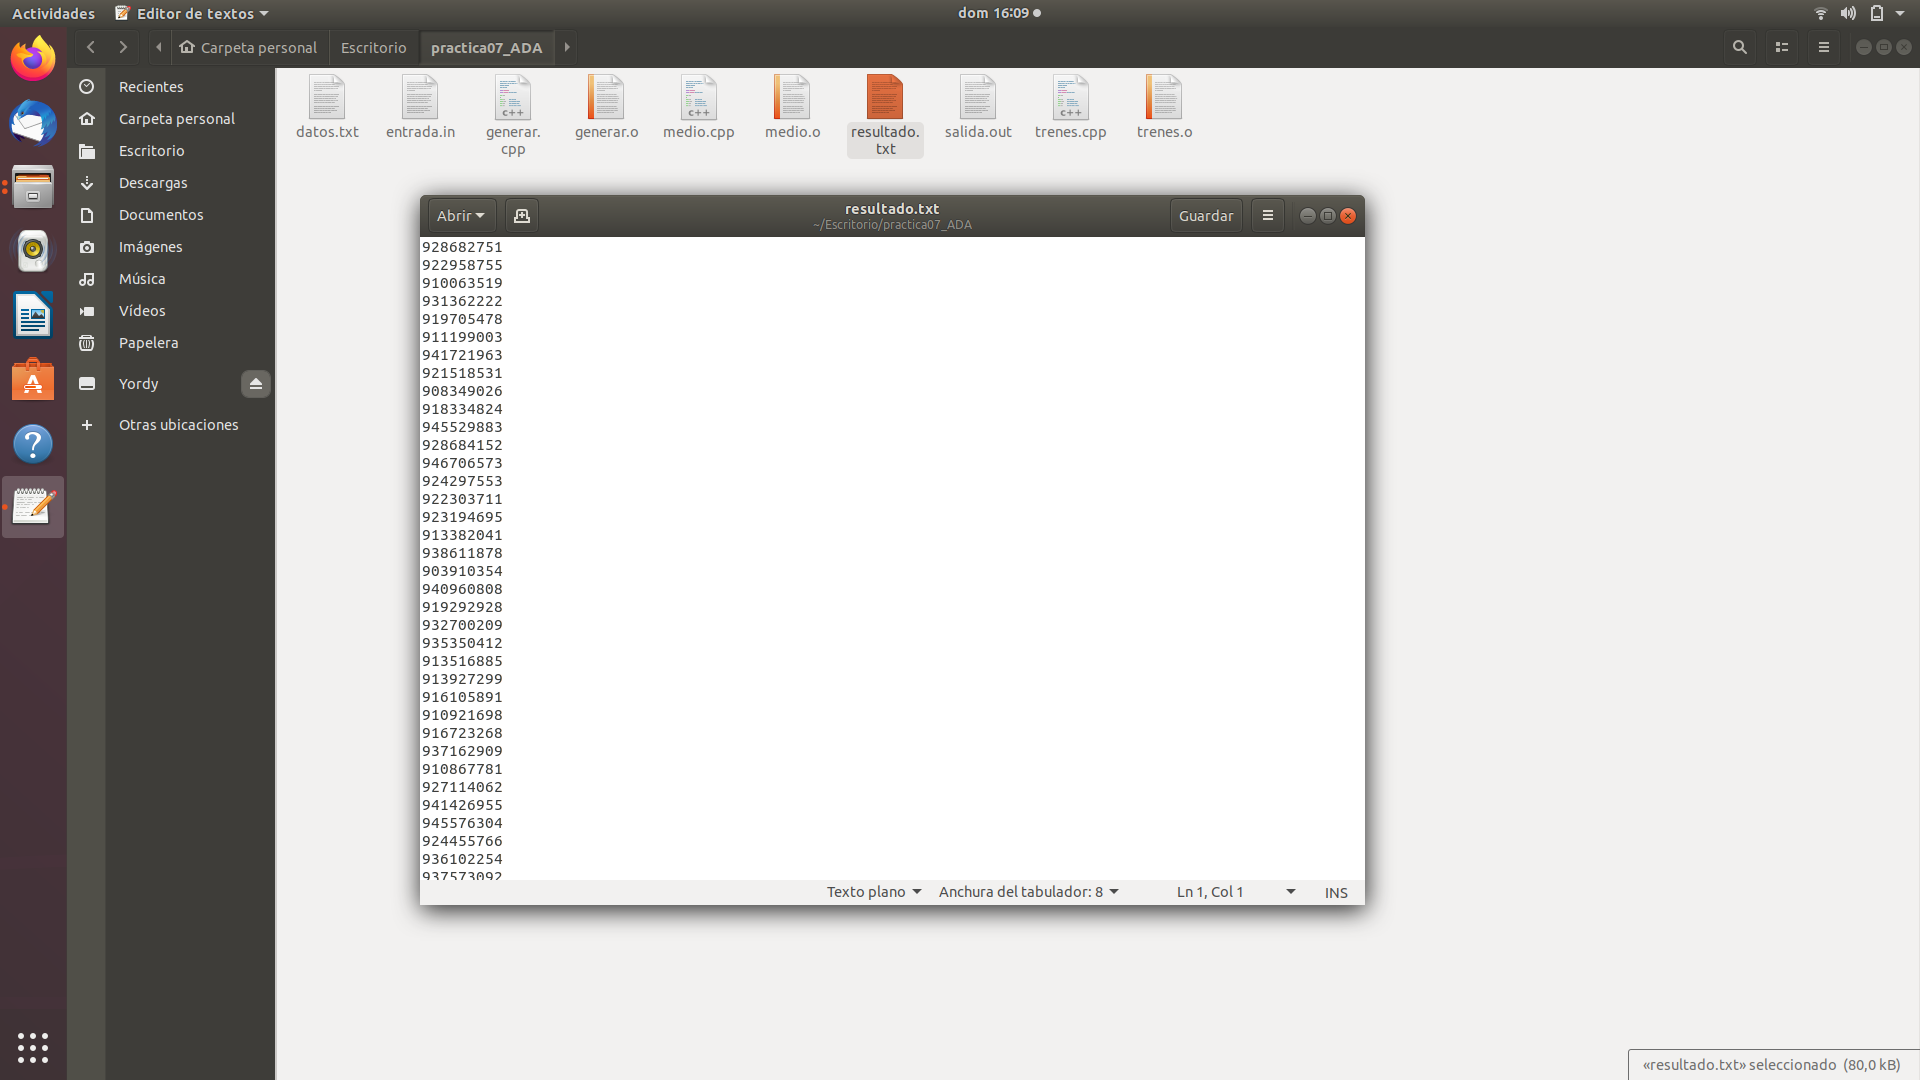 Actividades
Editor de textos
dom 16:09
Carpeta personal
Escritorio
practica07_ADA
Recientes
Carpeta personal
Escritorio
Descargas
Documentos
Imágenes
Música
Vídeos
Papelera
Yordy
Otras ubicaciones
datos.txt
entrada.in
generar.
cpp
generar.o
medio.cpp
medio.o
resultado.
txt
salida.out
trenes.cpp
trenes.o
Abrir
resultado.txt
~/Escritorio/practica07_ADA
Guardar
928682751
922958755
910063519
931362222
919705478
911199003
941721963
921518531
908349026
918334824
945529883
928684152
946706573
924297553
922303711
923194695
913382041
938611878
903910354
940960808
919292928
932700209
935350412
913516885
913927299
916105891
910921698
916723268
937162909
910867781
927114062
941426955
945576304
924455766
936102254
937573092
Texto plano
Anchura del tabulador: 8
Ln 1, Col 1
INS
«resultado.txt» seleccionado (80,0 kB)